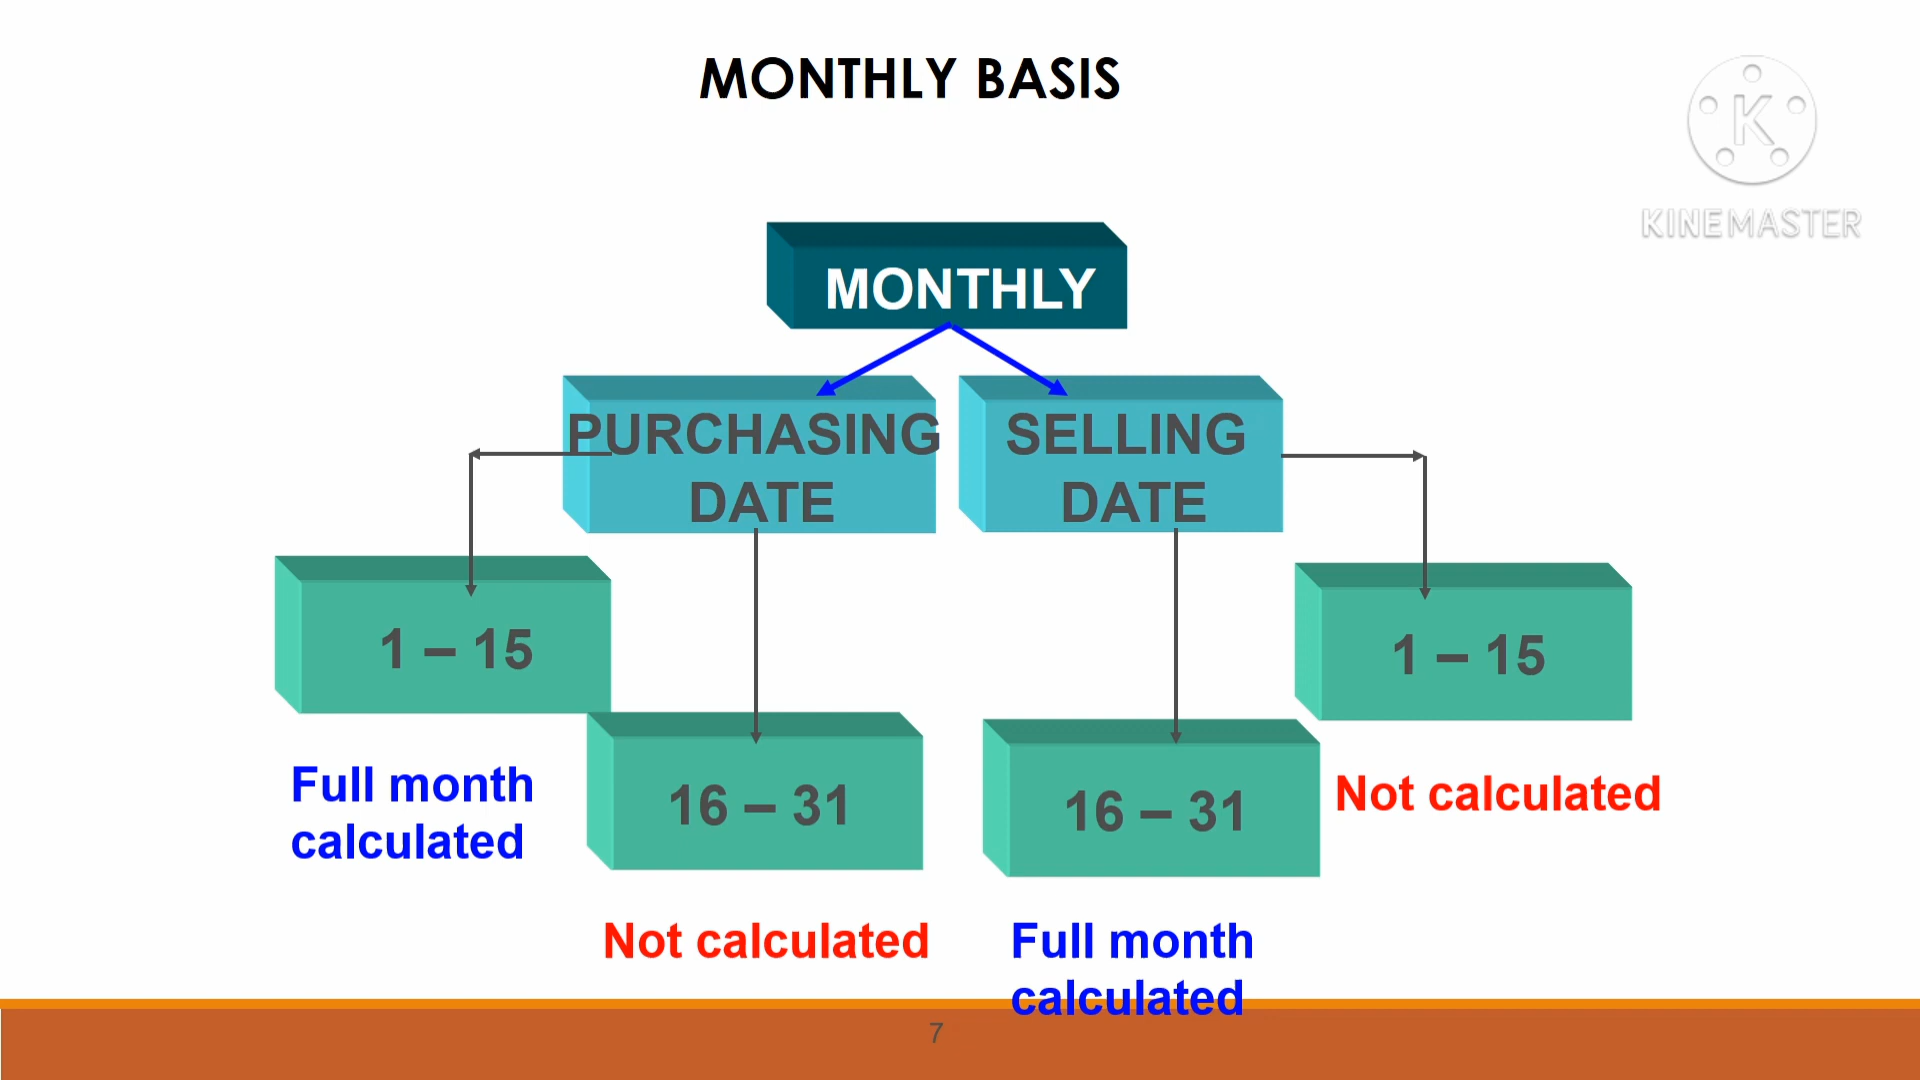 MONTHLY BASIS
K
KINEMASTER
MONTHLY
PURCHASING
DATE
SELLING
DATE
1 – 15
1 – 15
16 – 31
16 – 31
Full month
calculated
Not calculated
Not calculated
Full month
calculated
7